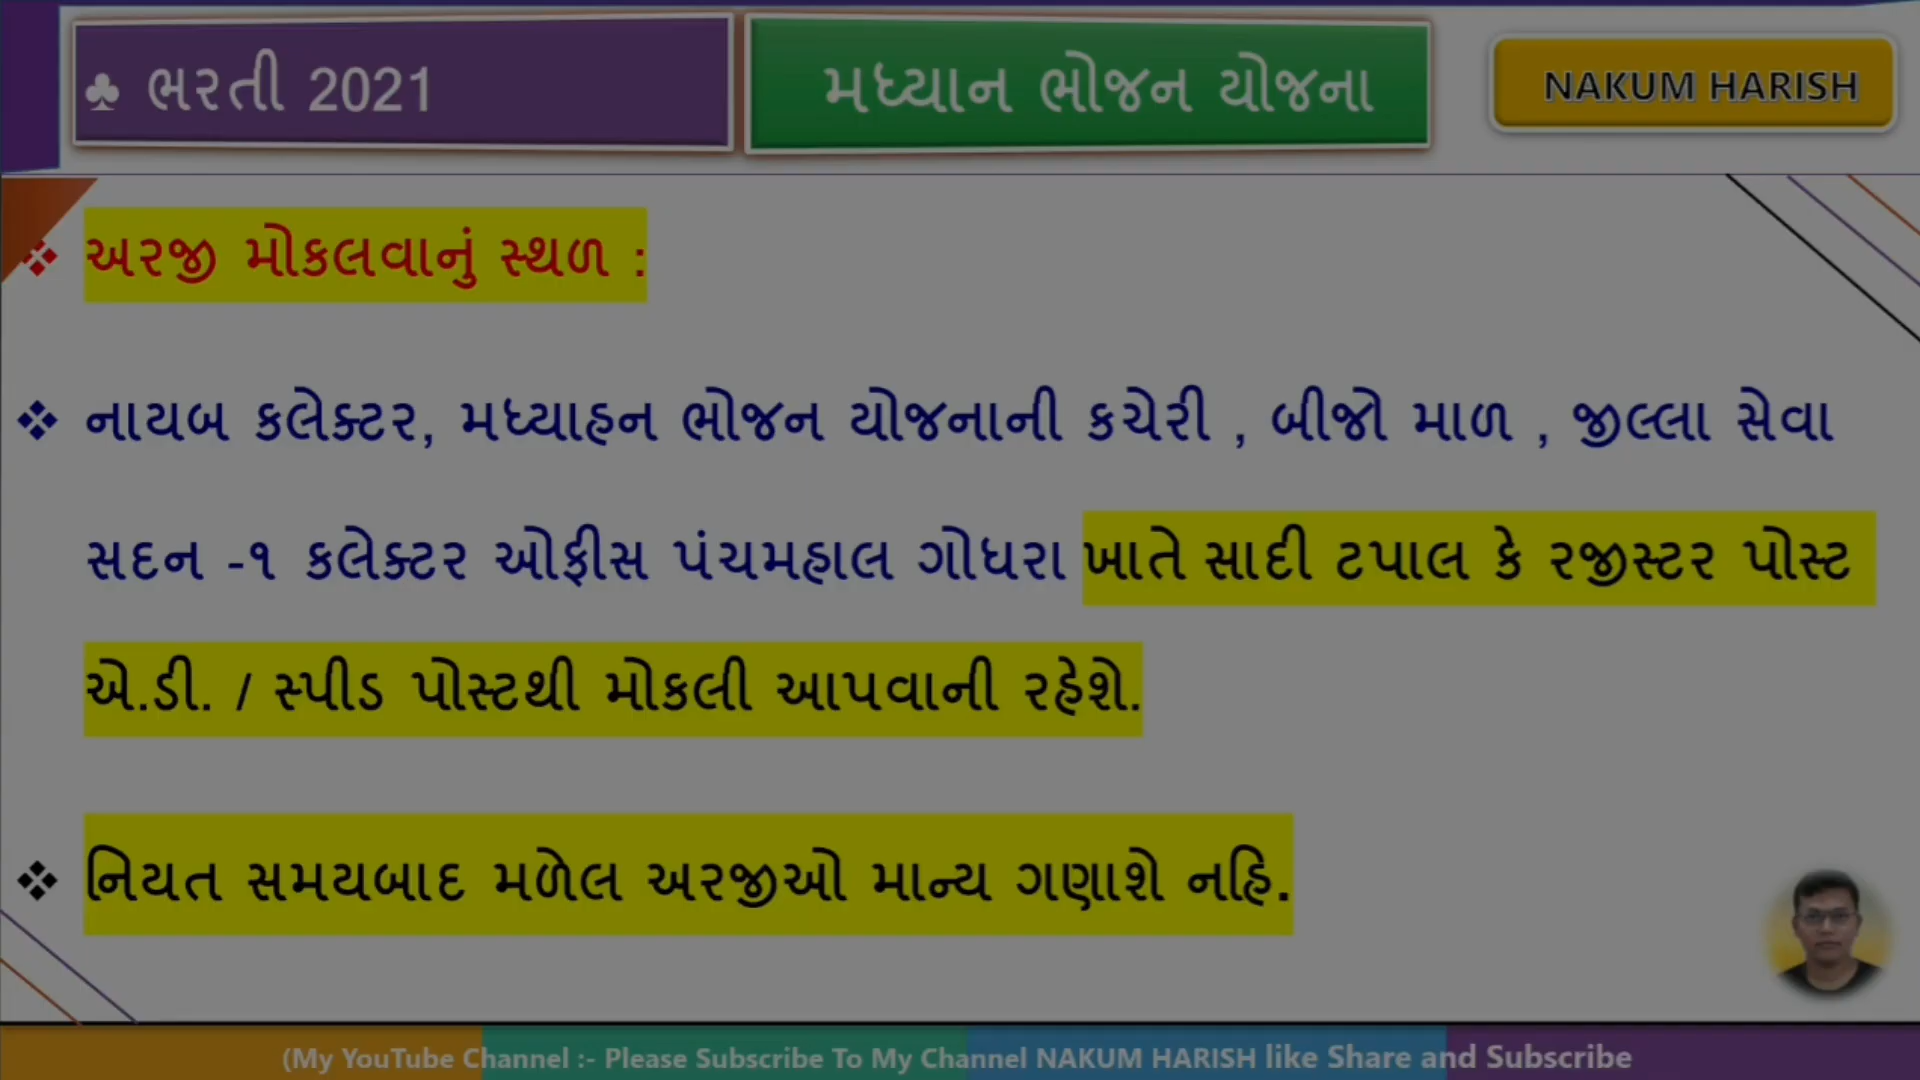 ♣ ભરતી 2021
મધ્યાન ભોજન યોજના
NAKUM HARISH
❖ અરજી મોકલવાનું સ્થળ :
❖ નાયબ કલેક્ટર, મધ્યાહન ભોજન યોજનાની કચેરી , બીજો માળ , જીલ્લા સેવા
સદન -૧ કલેક્ટર ઓફીસ પંચમહાલ ગોધરા ખાતે સાદી ટપાલ કે રજીસ્ટર પોસ્ટ
એ.ડી. / સ્પીડ પોસ્ટથી મોકલી આપવાની રહેશે.
❖ નિયત સમયબાદ મળેલ અરજીઓ માન્ય ગણાશે નહિ.
(My YouTube Channel :- Please Subscribe To My Channel NAKUM HARISH like Share and Subscribe